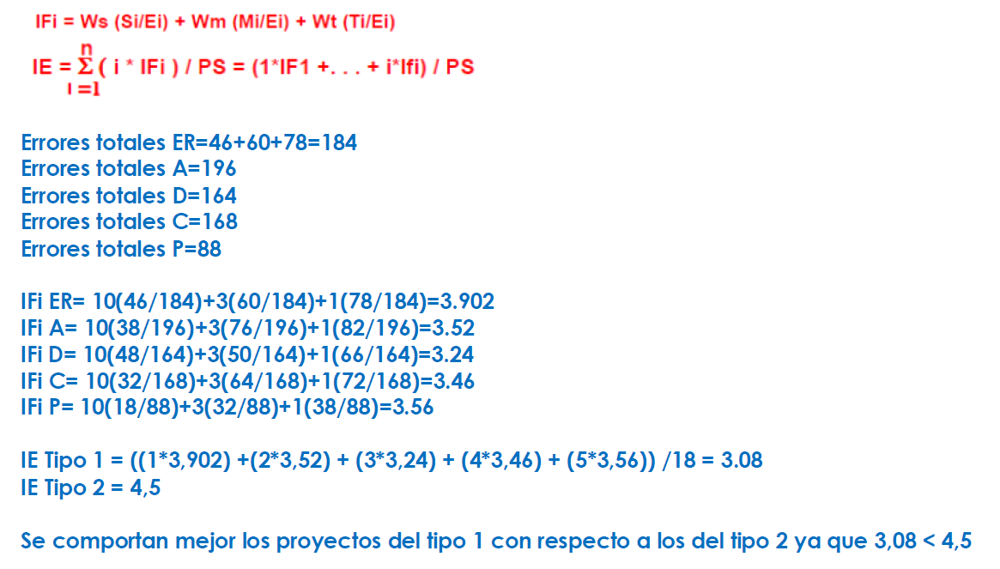 IFi = Ws (Si/Ei) + Wm (Mi/Ei) + Wt (Ti/Ei)
n
IE = Σ ( i * IFi ) / PS = (1*IF1 +. . . + i*Ifi) / PS
I =1
Errores totales ER=46+60+78=184
Errores totales A=196
Errores totales D=164
Errores totales C=168
Errores totales P=88
IFi ER= 10(46/184)+3(60/184)+1(78/184)=3.902
IFi A= 10(38/196)+3(76/196)+1(82/196)=3.52
IFi D= 10(48/164)+3(50/164)+1(66/164)=3.24
IFi C= 10(32/168)+3(64/168)+1(72/168)=3.46
IFi P= 10(18/88)+3(32/88)+1(38/88)=3.56
IE Tipo 1 = ((1*3,902) +(2*3,52) + (3*3,24) + (4*3,46) + (5*3,56)) /18 = 3.08
IE Tipo 2 = 4,5
Se comportan mejor los proyectos del tipo 1 con respecto a los del tipo 2 ya que 3,08 < 4,5